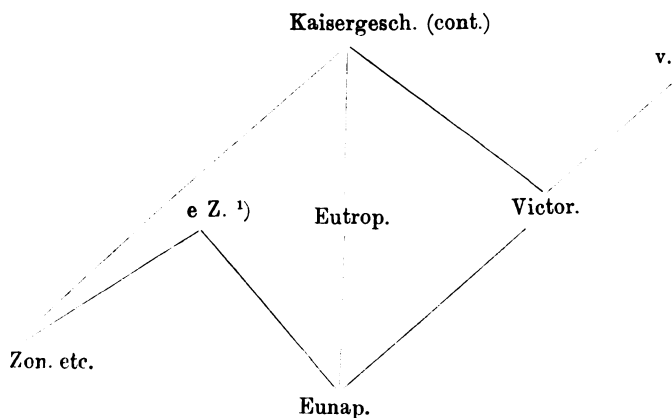 Kaisergesch. (cont.)
v.
e Z. ¹)
Eutrop.
Victor.
Zon. etc.
Eunap.